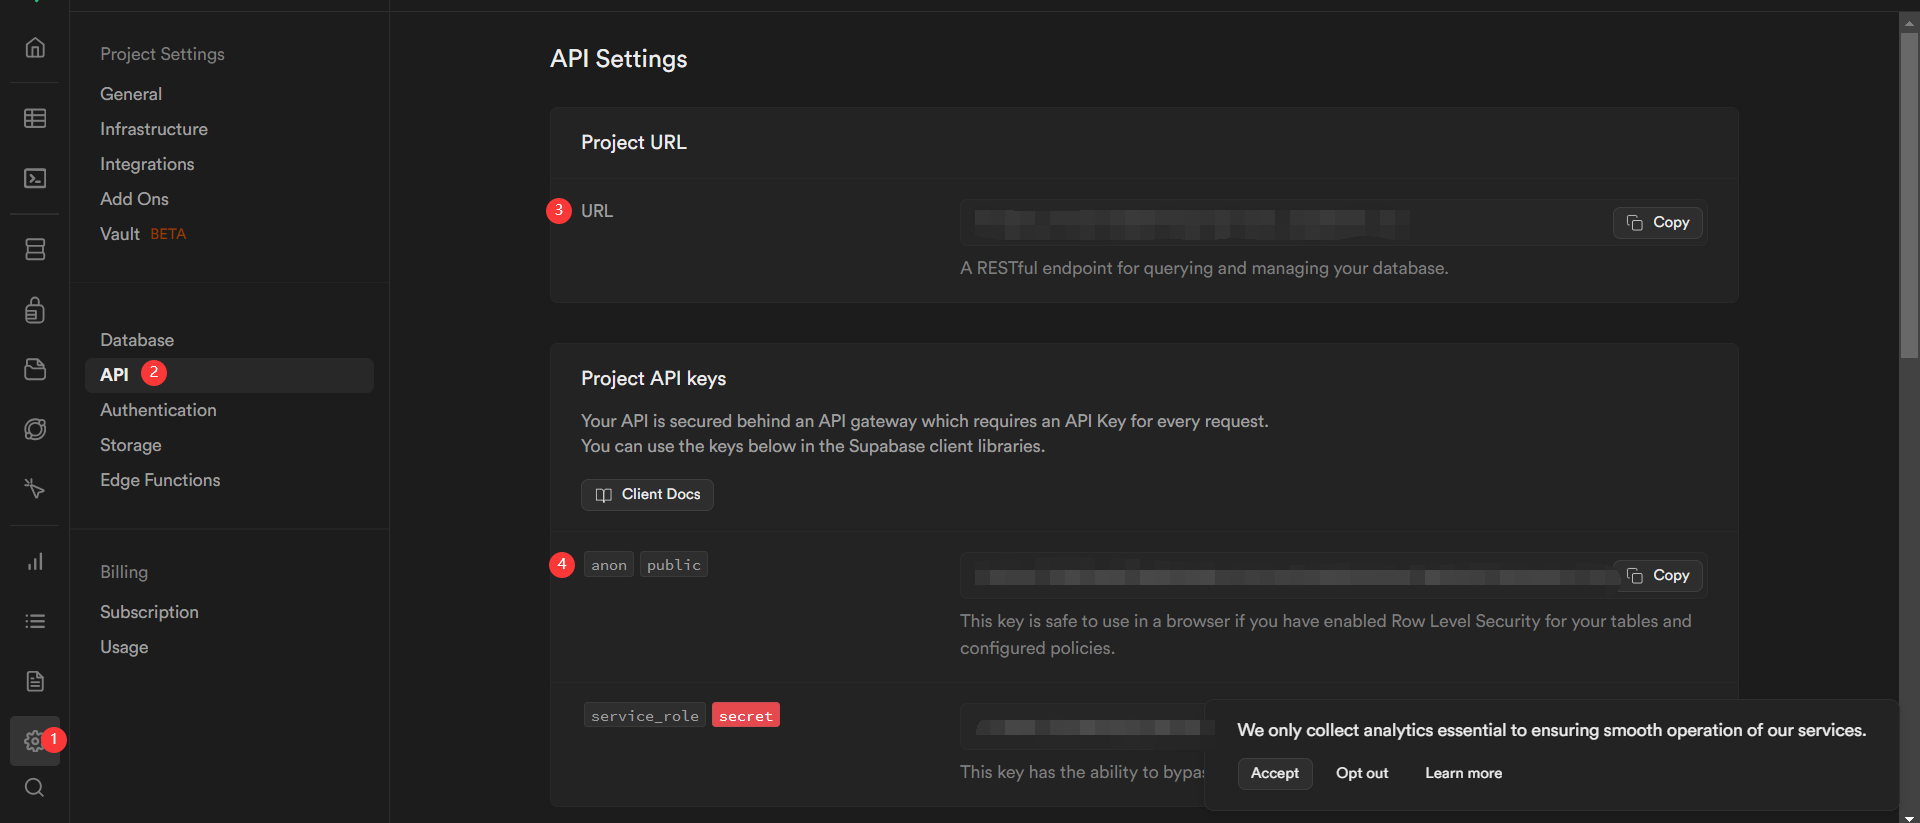 Project Settings
General
Infrastructure
Integrations
Add Ons
Vault BETA
Database
API 2
Authentication
Storage
Edge Functions
Billing
Subscription
Usage
1
API Settings
Project URL
3 URL
Copy
A RESTful endpoint for querying and managing your database.
Project API keys
Your API is secured behind an API gateway which requires an API Key for every request.
You can use the keys below in the Supabase client libraries.
Client Docs
4 anon public
Copy
This key is safe to use in a browser if you have enabled Row Level Security for your tables and
configured policies.
service_role secret
This key has the ability to
We only collect analytics essential to ensuring smooth operation of our services.
Accept Opt out Learn more